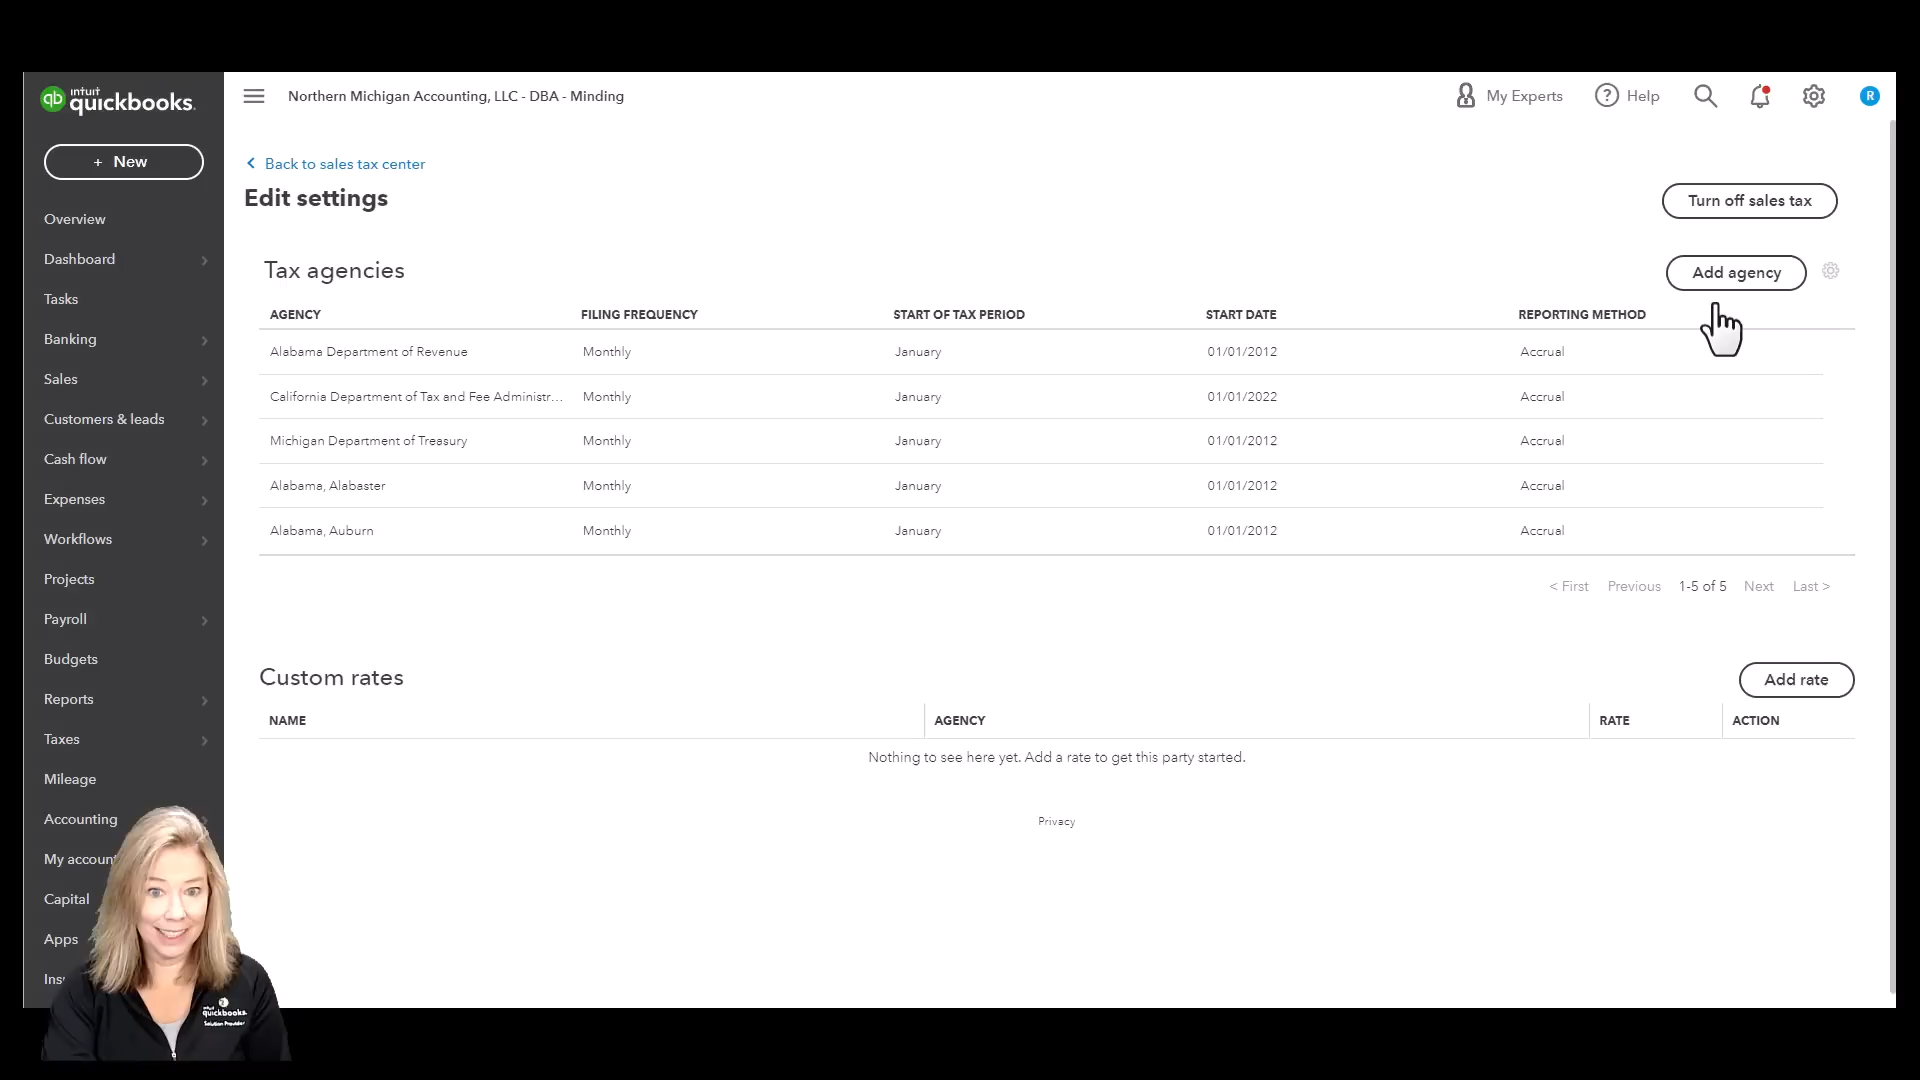 intuit
quickbooks.
Northern Michigan Accounting, LLC - DBA - Minding
My Experts
? Help
R
+ New
Overview
Dashboard
Tasks
Banking
Sales
Customers & leads
Cash flow
Expenses
Workflows
Projects
Payroll
Budgets
Reports
Taxes
Mileage
Accounting
My accoun
Capital
Apps
Ins
Back to sales tax center
Edit settings
Turn off sales tax
Tax agencies
Add agency
AGENCY FILING FREQUENCY START OF TAX PERIOD START DATE REPORTING METHOD
Alabama Department of Revenue Monthly January 01/01/2012 Accrual
California Department of Tax and Fee Administr... Monthly January 01/01/2022 Accrual
Michigan Department of Treasury Monthly January 01/01/2012 Accrual
Alabama, Alabaster Monthly January 01/01/2012 Accrual
Alabama, Auburn Monthly January 01/01/2012 Accrual
< First Previous 1-5 of 5 Next Last >
Custom rates
Add rate
NAME AGENCY RATE ACTION
Nothing to see here yet. Add a rate to get this party started.
Privacy
intuit
quickbooks.
Solution Provider